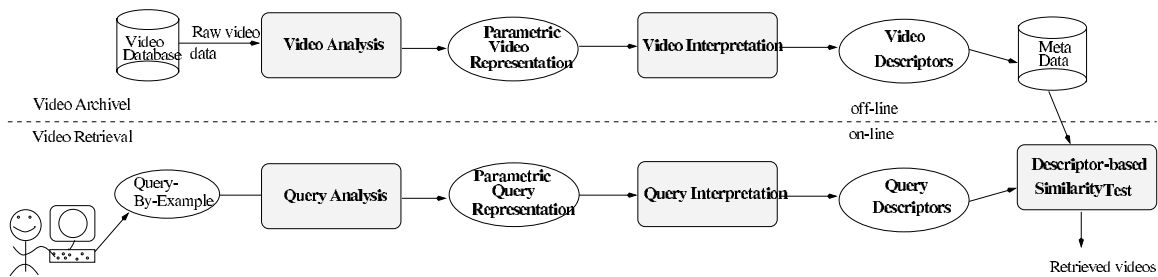 Video
Database
Raw video
data
Video Analysis
Parametric
Video
Representation
Video Interpretation
Video
Descriptors
Meta
Data
Video Archivel
off-line
Video Retrieval
on-line
Query-
By-Example
Query Analysis
Parametric
Query
Representation
Query Interpretation
Query
Descriptors
Descriptor-based
Similarity Test
Retrieved videos